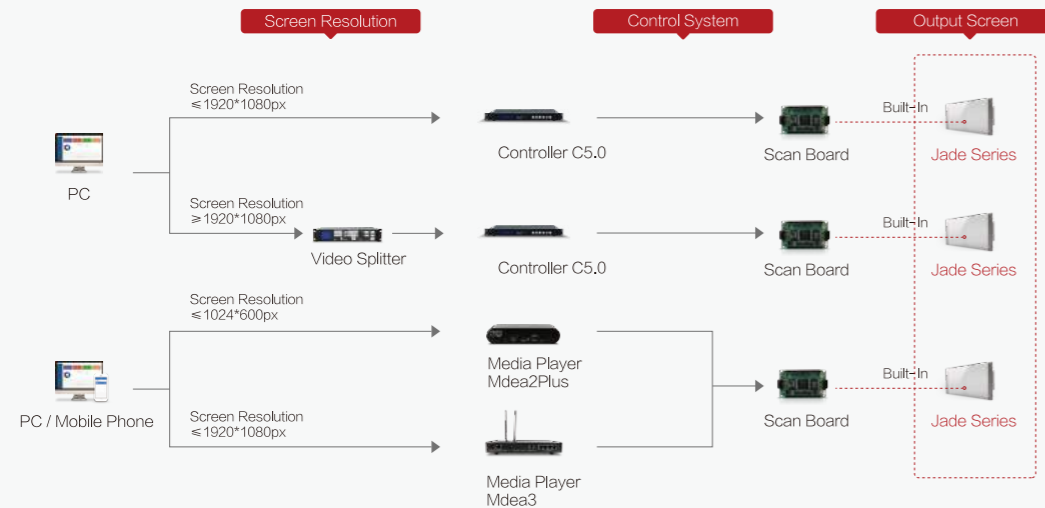 Screen Resolution
Control System
Output Screen
Screen Resolution
≤1920*1080px
Controller C5.0
Scan Board
Built-In
Jade Series
PC
Screen Resolution
≥1920*1080px
Video Splitter
Controller C5.0
Scan Board
Built-In
Jade Series
Screen Resolution
≤1024*600px
Media Player
Mdea2Plus
PC / Mobile Phone
Screen Resolution
≤1920*1080px
Media Player
Mdea3
Scan Board
Built-In
Jade Series